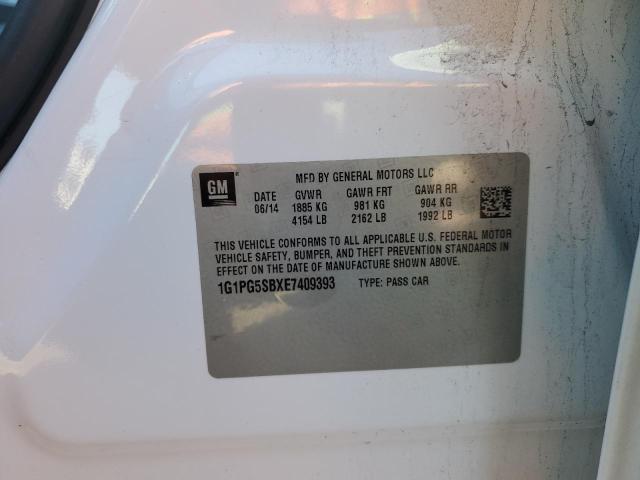 GM
MFD BY GENERAL MOTORS LLC
DATE GVWR GAWR FRT GAWR RR
06/14 1885 KG 981 KG 904 KG
4154 LB 2162 LB 1992 LB
THIS VEHICLE CONFORMS TO ALL APPLICABLE U.S. FEDERAL MOTOR
VEHICLE SAFETY, BUMPER, AND THEFT PREVENTION STANDARDS IN
EFFECT ON THE DATE OF MANUFACTURE SHOWN ABOVE.
1G1PG5SBXE7409393 TYPE: PASS CAR